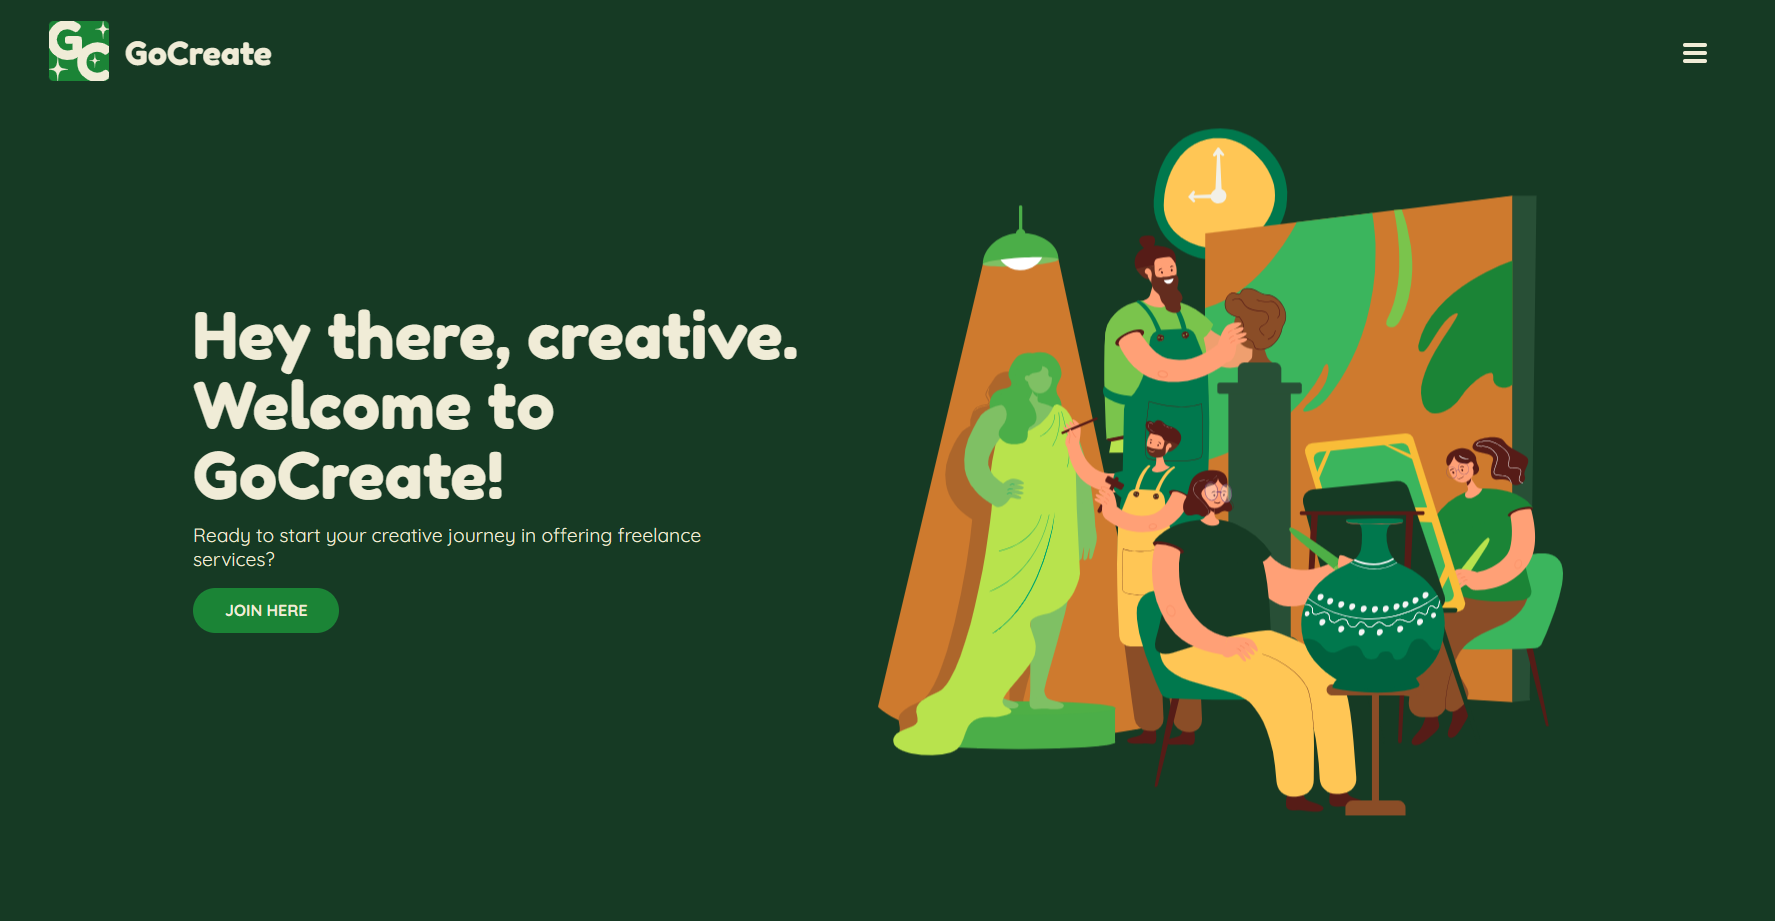 GC
GoCreate
Hey there, creative.
Welcome to
GoCreate!
Ready to start your creative journey in offering freelance
services?
JOIN HERE